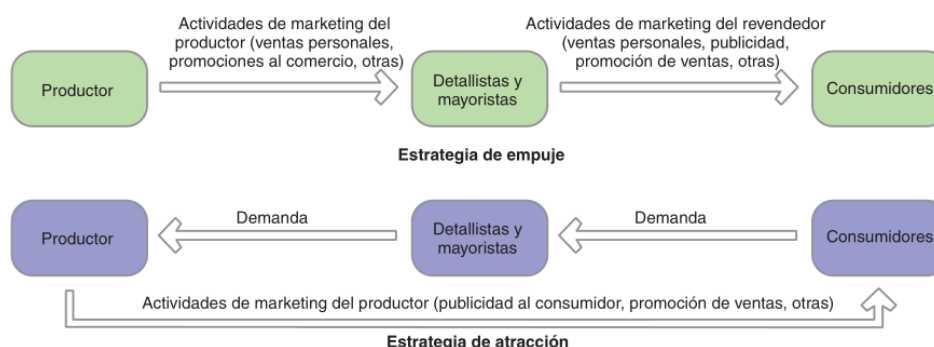 Actividades de marketing del
productor (ventas personales,
promociones al comercio, otras)
Actividades de marketing del revendedor
(ventas personales, publicidad,
promoción de ventas, otras)
Productor
Detallistas y
mayoristas
Consumidores
Estrategia de empuje
Productor
Demanda
Detallistas y
mayoristas
Demanda
Consumidores
Actividades de marketing del productor (publicidad al consumidor, promoción de ventas, otras)
Estrategia de atracción